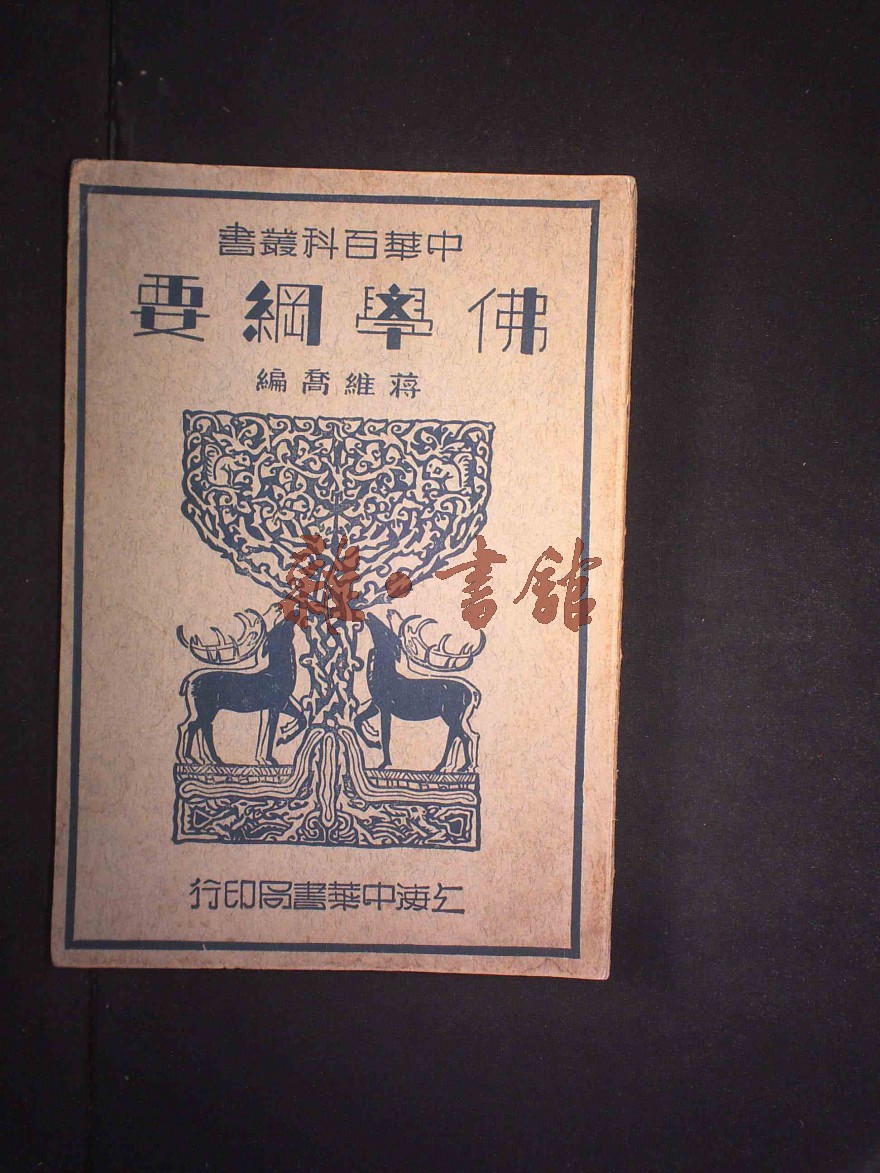 中華百科叢書
佛學綱要
蔣維喬編
雜·書館
上海中華書局印行